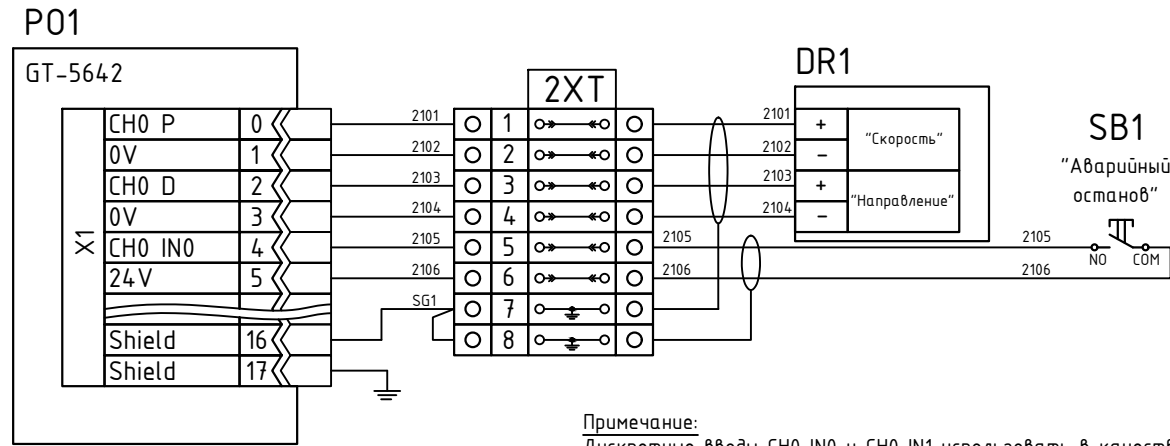 PO1
GT-5642
X1
CH0 P 0
0V 1
CH0 D 2
0V 3
CH0 IN0 4
24V 5
Shield 16
Shield 17
2101
2102
2103
2104
2105
2106
SG1
2XT
1
2
3
4
5
6
7
8
2101
2102
2103
2104
2105
2106
DR1
+
−
"Скорость"
+
−
"Направление"
SB1
"Аварийный
останов"
2105
2106
NO COM
Примечание: